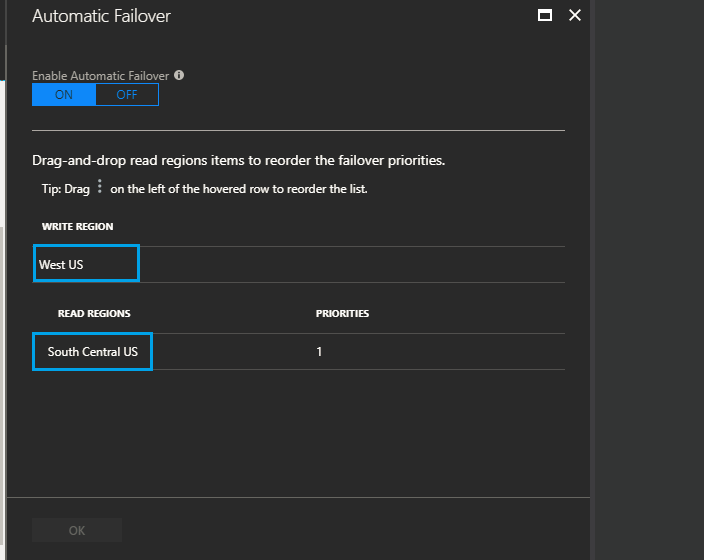 Automatic Failover
Enable Automatic Failover
ON OFF
Drag-and-drop read regions items to reorder the failover priorities.
Tip: Drag ⋮ on the left of the hovered row to reorder the list.
WRITE REGION
West US
READ REGIONS PRIORITIES
South Central US 1
OK